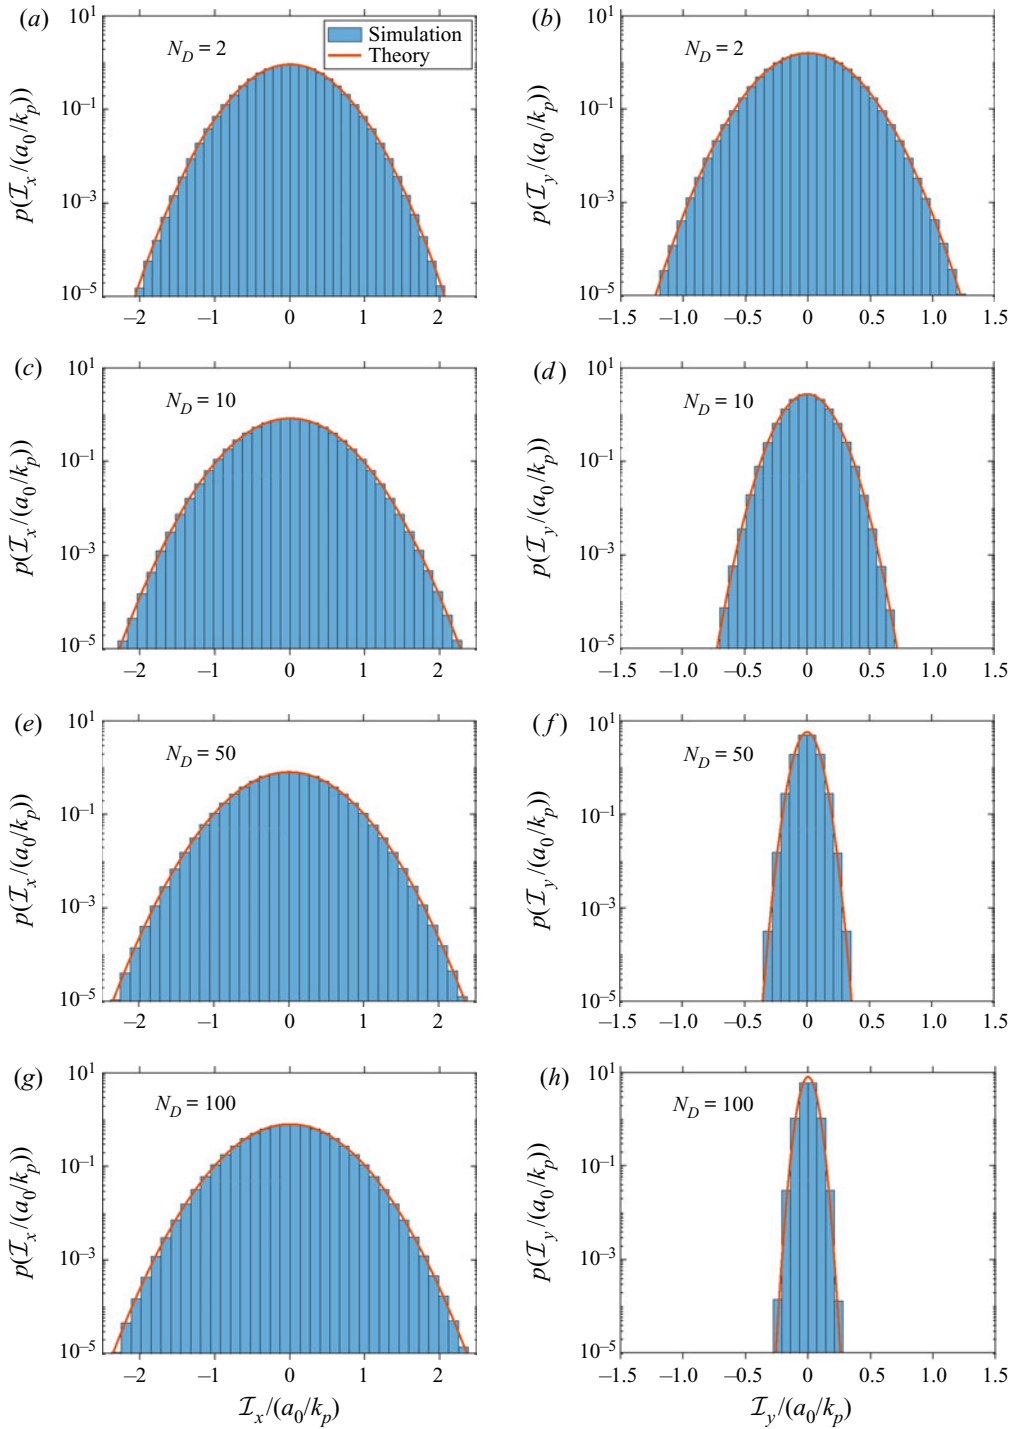 (a)
N_D = 2
Simulation
Theory
10^1
10^−1
10^−3
10^−5
p(ℐ_x/(a_0/k_p))
−2 −1 0 1 2
(b)
N_D = 2
10^1
10^−1
10^−3
10^−5
p(ℐ_y/(a_0/k_p))
−1.5 −1.0 −0.5 0 0.5 1.0 1.5
(c)
N_D = 10
10^1
10^−1
10^−3
10^−5
p(ℐ_x/(a_0/k_p))
−2 −1 0 1 2
(d)
N_D = 10
10^1
10^−1
10^−3
10^−5
p(ℐ_y/(a_0/k_p))
−1.5 −1.0 −0.5 0 0.5 1.0 1.5
(e)
N_D = 50
10^1
10^−1
10^−3
10^−5
p(ℐ_x/(a_0/k_p))
−2 −1 0 1 2
(f)
N_D = 50
10^1
10^−1
10^−3
10^−5
p(ℐ_y/(a_0/k_p))
−1.5 −1.0 −0.5 0 0.5 1.0 1.5
(g)
N_D = 100
10^1
10^−1
10^−3
10^−5
p(ℐ_x/(a_0/k_p))
−2 −1 0 1 2
ℐ_x/(a_0/k_p)
(h)
N_D = 100
10^1
10^−1
10^−3
10^−5
p(ℐ_y/(a_0/k_p))
−1.5 −1.0 −0.5 0 0.5 1.0 1.5
ℐ_y/(a_0/k_p)